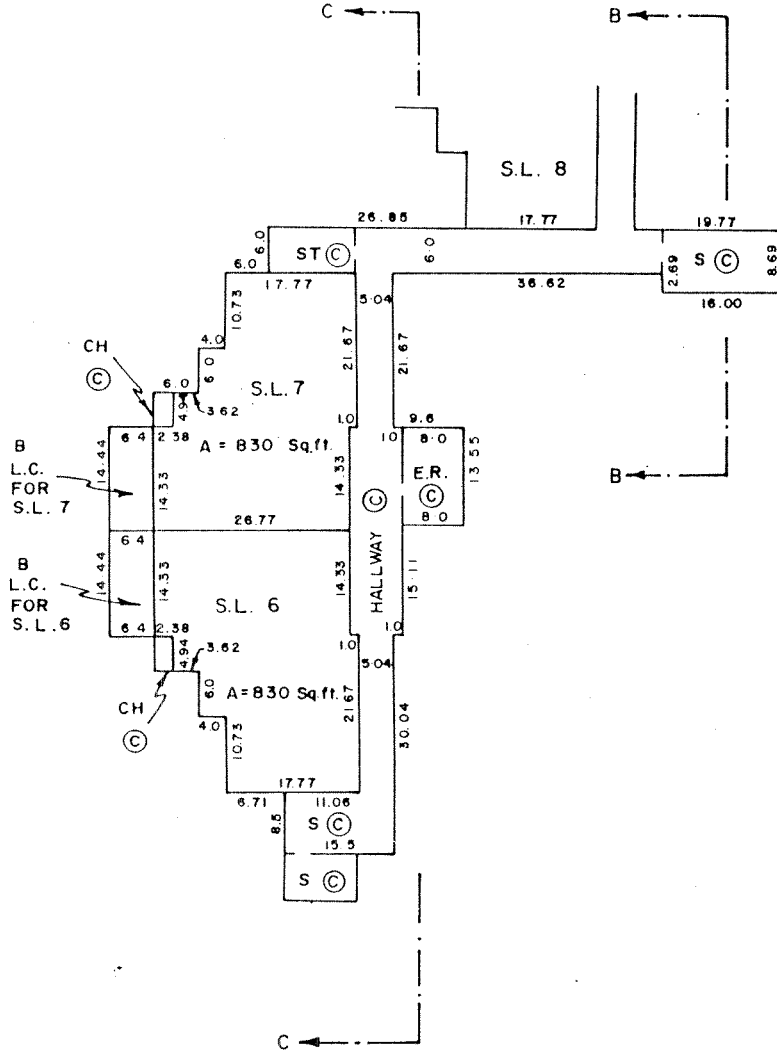 C
B
S.L. 8
26.85
17.77
19.77
6.0
ST C
6.0
6.0
2.69
S C
8.69
17.77
5.04
36.62
16.00
10.73
21.67
21.67
4.0
6.0
CH
C
6.0
4.94
3.62
S.L. 7
1.0
9.6
1.0
8.0
6 4
2.38
A = 830 Sq.ft.
B
L.C.
FOR
S.L. 7
14.44
14.33
14.33
C
E.R.
C
13.55
B
26.77
8 0
6 4
HALLWAY
B
L.C.
FOR
S.L. 6
14.44
14.33
S.L. 6
14.33
15.11
6 4
2.38
1.0
1.0
4.94
3.62
5.04
CH
C
6.0
A = 830 Sq.ft.
4.0
21.67
10.73
30.04
17.77
6.71
11.06
8.5
S C
15.5
S C
C